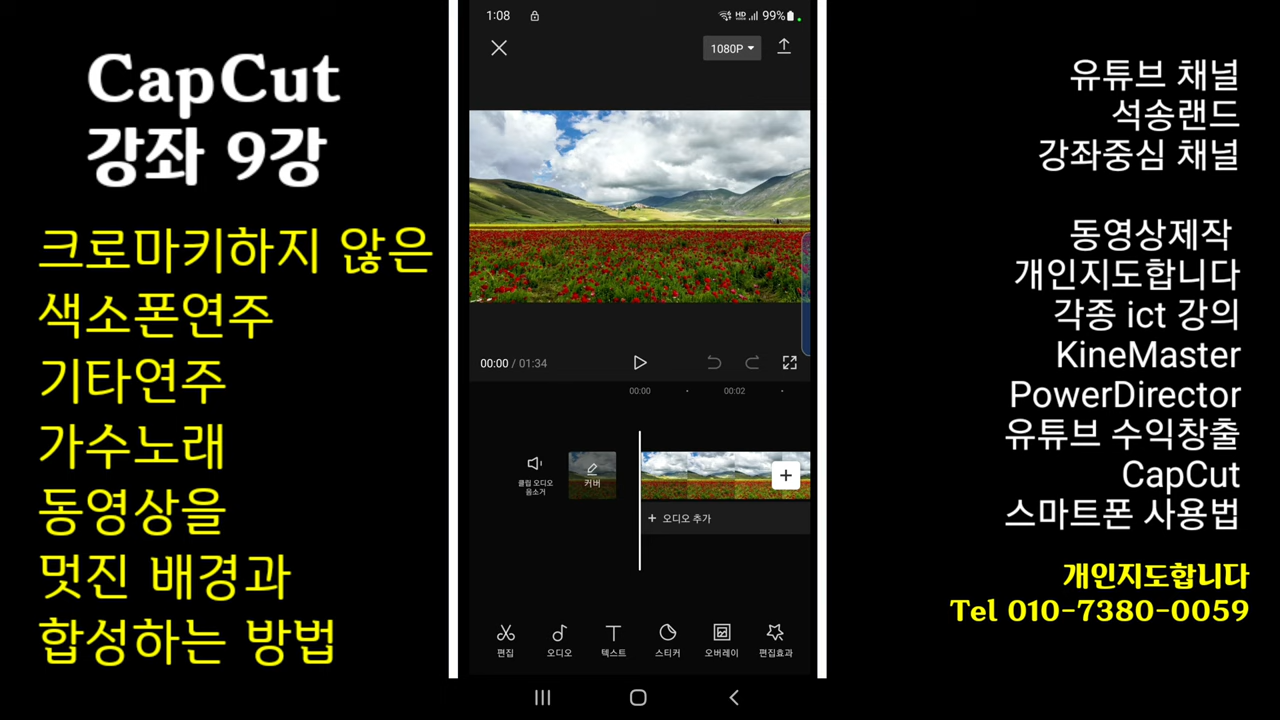 CapCut
강좌 9강
크로마키하지 않은
색소폰연주
기타연주
가수노래
동영상을
멋진 배경과
합성하는 방법
1:08
HD
99%
1080P
00:00 / 01:34
00:00
00:02
클립 오디오
음소거
커버
+ 오디오 추가
편집
오디오
텍스트
스티커
오버레이
편집효과
유튜브 채널
석송랜드
강좌중심 채널
동영상제작
개인지도합니다
각종 ict 강의
KineMaster
PowerDirector
유튜브 수익창출
CapCut
스마트폰 사용법
개인지도합니다
Tel 010-7380-0059